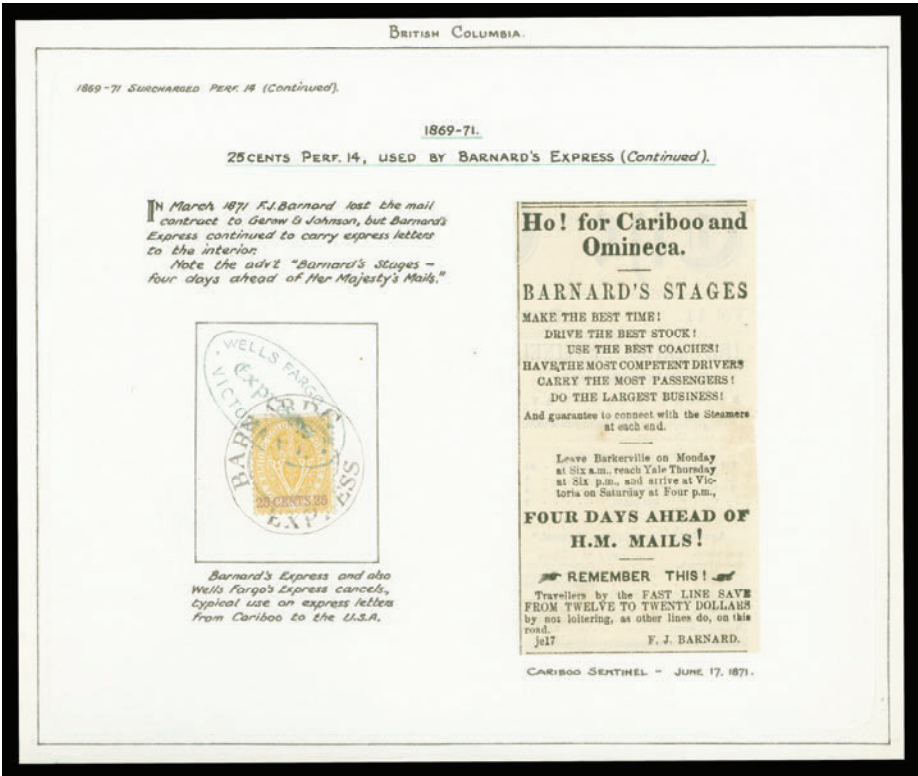 BRITISH COLUMBIA.
1869-71 SURCHARGED PERF. 14 (Continued).
1869-71.
25 CENTS PERF. 14, USED BY BARNARD'S EXPRESS (Continued).
IN March 1871 F.J. Barnard lost the mail
contract to Gerow & Johnson, but Barnard's
Express continued to carry express letters
to the interior.
Note the adv't "Barnard's Stages –
four days ahead of Her Majesty's Mails."
WELLS FARGO
Express
VICTO
BARNARDS
EXPRESS
25 CENTS 25
Barnard's Express and also
Wells Fargo's Express cancels,
typical use on express letters
from Cariboo to the U.S.A.
Ho! for Cariboo and
Omineca.
BARNARD'S STAGES
MAKE THE BEST TIME!
DRIVE THE BEST STOCK!
USE THE BEST COACHES!
HAVE THE MOST COMPETENT DRIVERS
CARRY THE MOST PASSENGERS!
DO THE LARGEST BUSINESS!
And guarantee to connect with the Steamers
at each end.
Leave Barkerville on Monday
at Six a.m., reach Yale Thursday
at Six p.m., and arrive at Vic-
toria on Saturday at Four p.m.,
FOUR DAYS AHEAD OF
H.M. MAILS!
REMEMBER THIS!
Travellers by the FAST LINE SAVE
FROM TWELVE TO TWENTY DOLLARS
by not loitering, as other lines do, on this
road.
je17 F. J. BARNARD.
CARIBOO SENTINEL – JUNE 17, 1871.